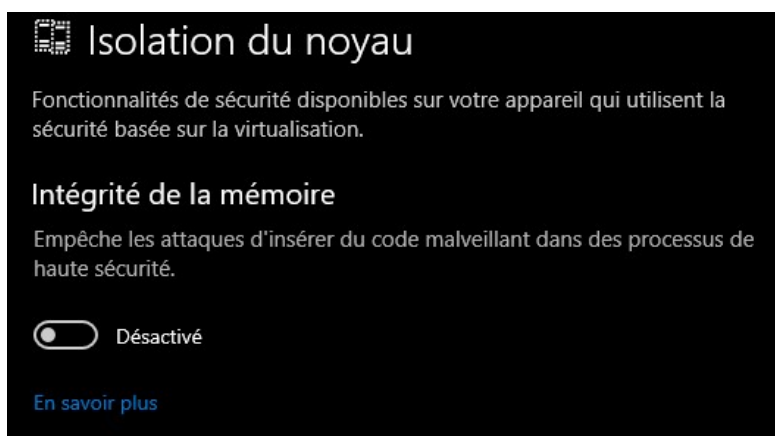 Isolation du noyau
Fonctionnalités de sécurité disponibles sur votre appareil qui utilisent la
sécurité basée sur la virtualisation.
Intégrité de la mémoire
Empêche les attaques d'insérer du code malveillant dans des processus de
haute sécurité.
Désactivé
En savoir plus